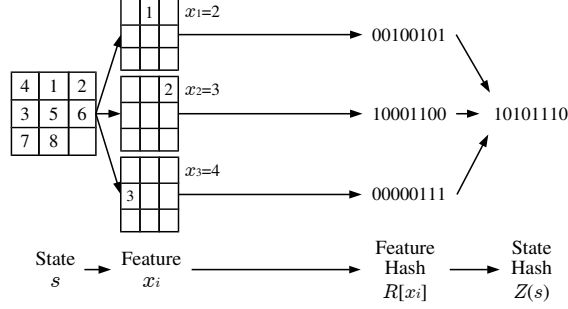 1
x₁=2
00100101
4 1 2
3 5 6
7 8
2
x₂=3
10001100
10101110
3
x₃=4
00000111
State
s
Feature
xᵢ
Feature
Hash
R[xᵢ]
State
Hash
Z(s)